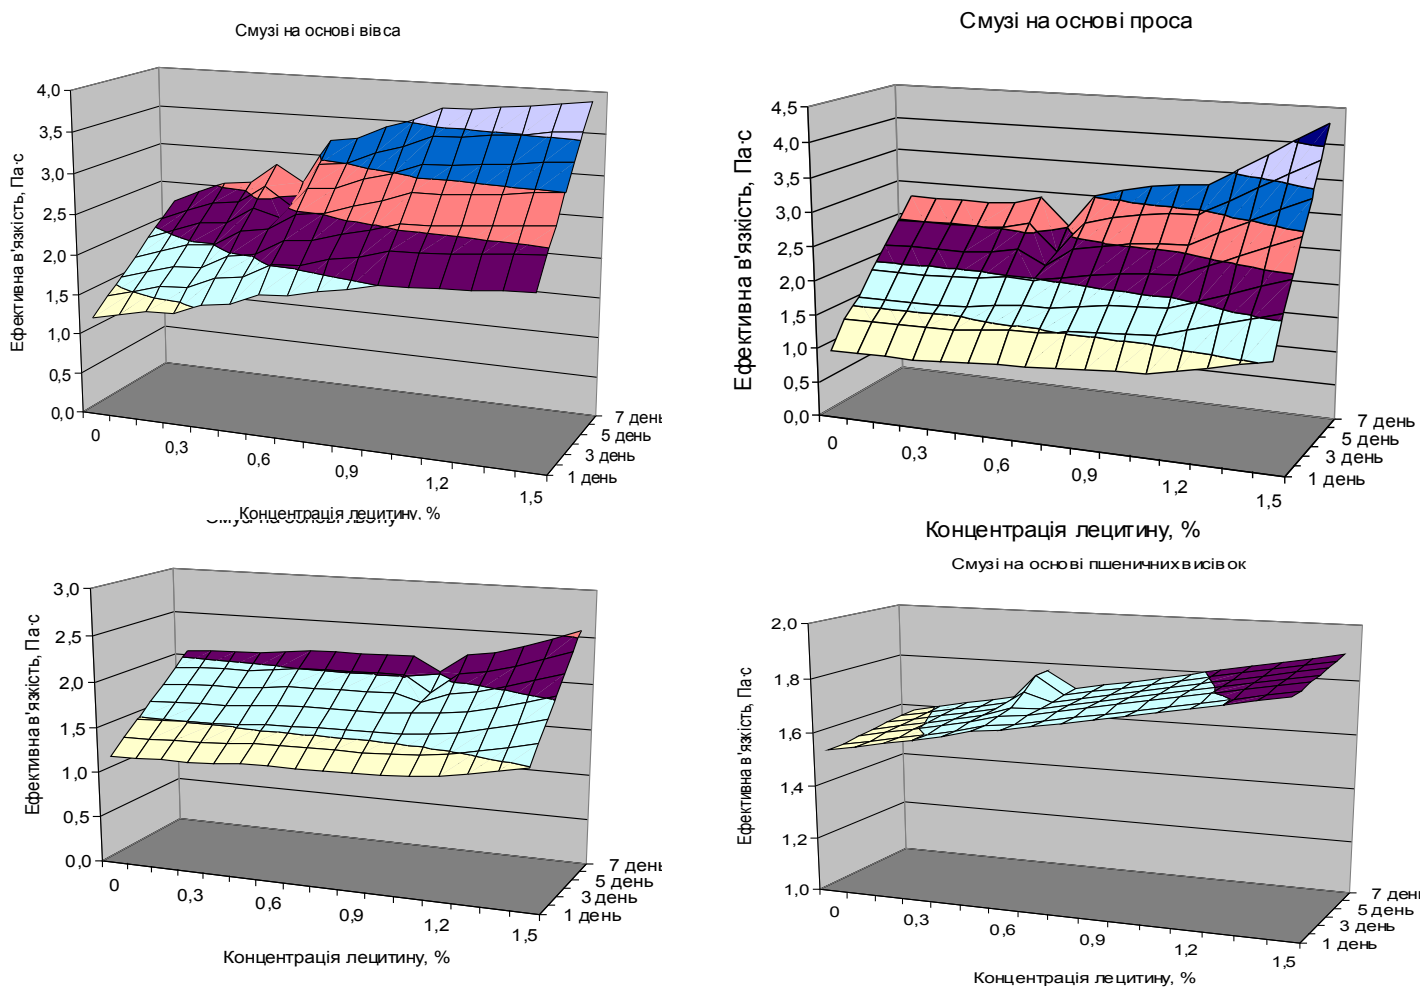 Смузі на основі вівса
Ефективна в'язкість, Па·с
4,0
3,5
3,0
2,5
2,0
1,5
1,0
0,5
0,0
0
0,3
0,6
0,9
1,2
1,5
7 день
5 день
3 день
1 день
Концентрація лецитину, %
Смузі на основі проса
Ефективна в'язкість, Па·с
4,5
4,0
3,5
3,0
2,5
2,0
1,5
1,0
0,5
0,0
0
0,3
0,6
0,9
1,2
1,5
7 день
5 день
3 день
1 день
Концентрація лецитину, %
Смузі на основі льону
Ефективна в'язкість, Па·с
3,0
2,5
2,0
1,5
1,0
0,5
0,0
0
0,3
0,6
0,9
1,2
1,5
7 день
5 день
3 день
1 день
Концентрація лецитину, %
Смузі на основі пшеничних висівок
Ефективна в'язкість, Па·с
2,0
1,8
1,6
1,4
1,2
1,0
0
0,3
0,6
0,9
1,2
1,5
7 день
5 день
3 день
1 день
Концентрація лецитину, %